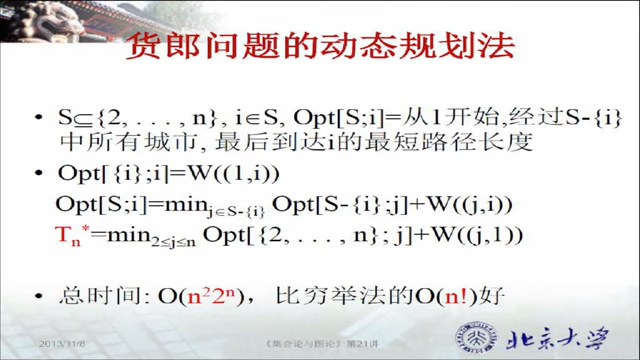 货郎问题的动态规划法
• S⊆{2, . . . , n}, i∈S, Opt[S;i]=从1开始,经过S-{i}
中所有城市, 最后到达i的最短路径长度
• Opt[{i};i]=W((1,i))
Opt[S;i]=minj∈S-{i} Opt[S-{i};j]+W((j,i))
Tn*=min2≤j≤n Opt[{2, . . . , n}; j]+W((j,1))
• 总时间: O(n²2ⁿ)，比穷举法的O(n!)好
2013/11/8
《集合论与图论》第21讲
北京大学